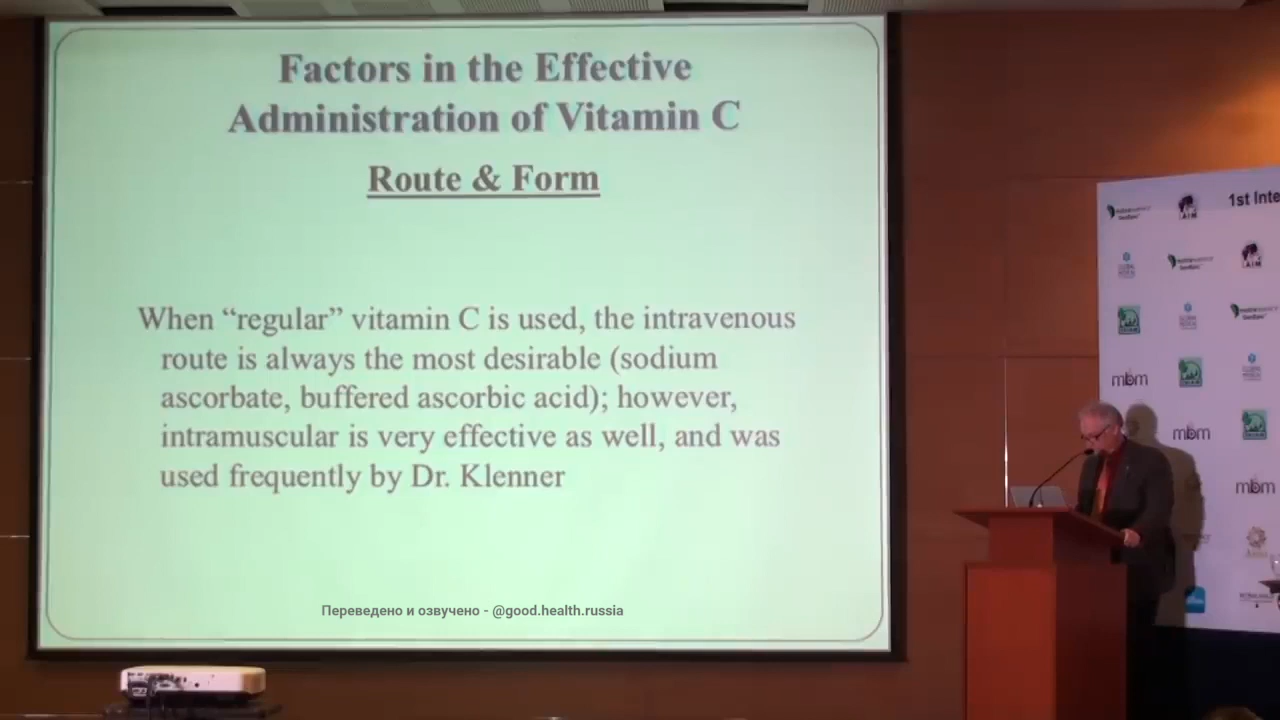 Factors in the Effective
Administration of Vitamin C
Route & Form
When “regular” vitamin C is used, the intravenous
route is always the most desirable (sodium
ascorbate, buffered ascorbic acid); however,
intramuscular is very effective as well, and was
used frequently by Dr. Klenner
Переведено и озвучено - @good.health.russia
1st Inte
mbm
mbm
mbm